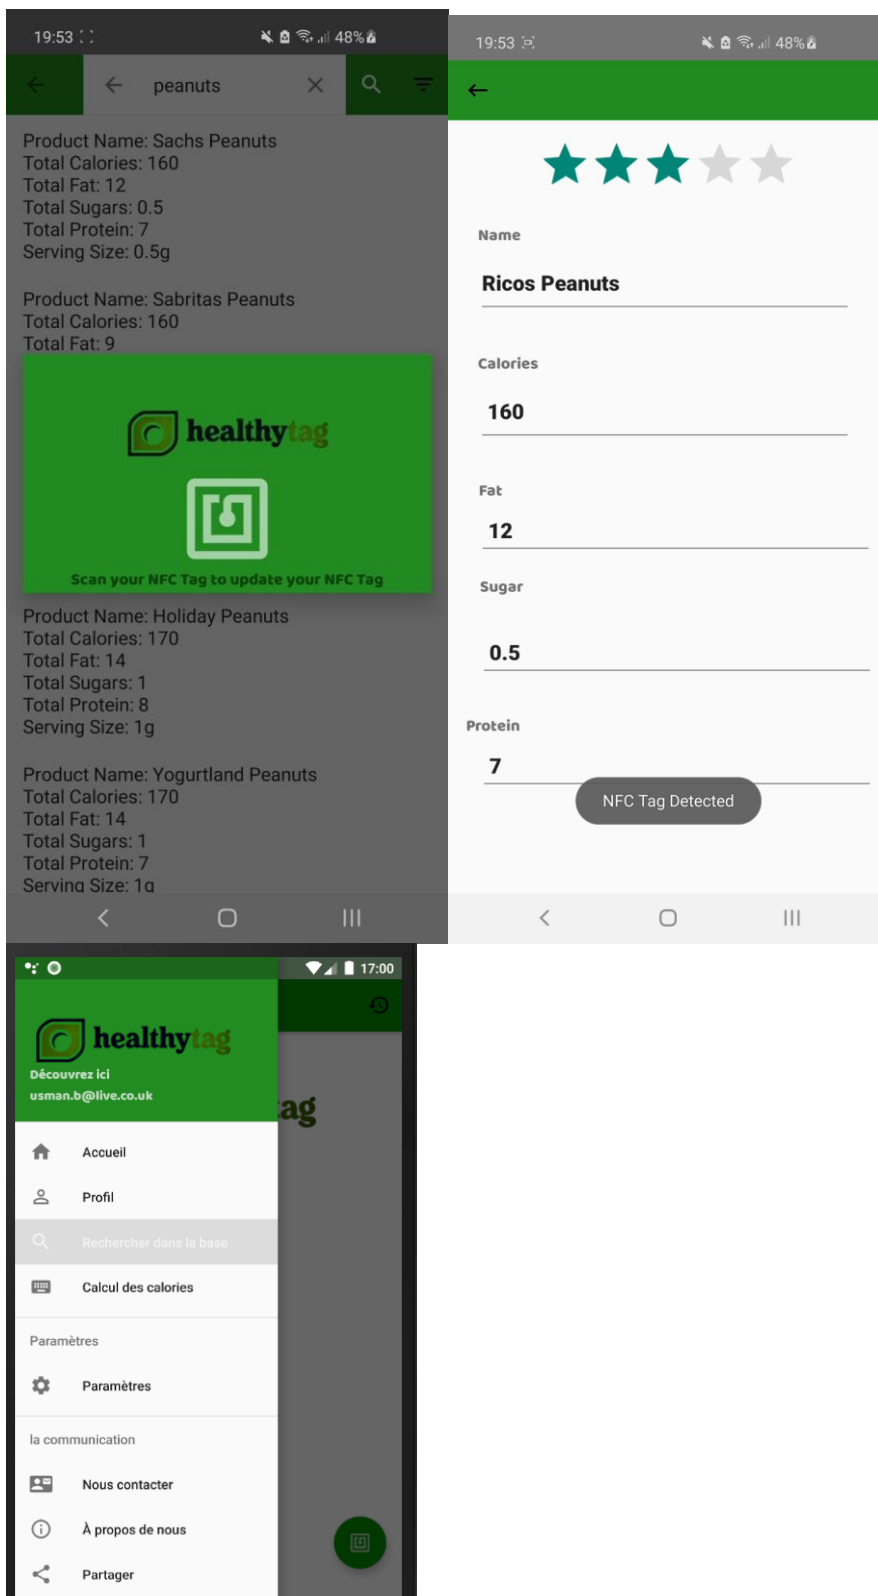 19:53
48%
peanuts
Product Name: Sachs Peanuts
Total Calories: 160
Total Fat: 12
Total Sugars: 0.5
Total Protein: 7
Serving Size: 0.5g
Product Name: Sabritas Peanuts
Total Calories: 160
Total Fat: 9
healthytag
Scan your NFC Tag to update your NFC Tag
Product Name: Holiday Peanuts
Total Calories: 170
Total Fat: 14
Total Sugars: 1
Total Protein: 8
Serving Size: 1g
Product Name: Yogurtland Peanuts
Total Calories: 170
Total Fat: 14
Total Sugars: 1
Total Protein: 7
Serving Size: 1g
19:53
48%
Name
Ricos Peanuts
Calories
160
Fat
12
Sugar
0.5
Protein
7
NFC Tag Detected
17:00
healthytag
Découvrez ici
usman.b@live.co.uk
tag
Accueil
Profil
Rechercher dans la base
Calcul des calories
Paramètres
Paramètres
la communication
Nous contacter
À propos de nous
Partager